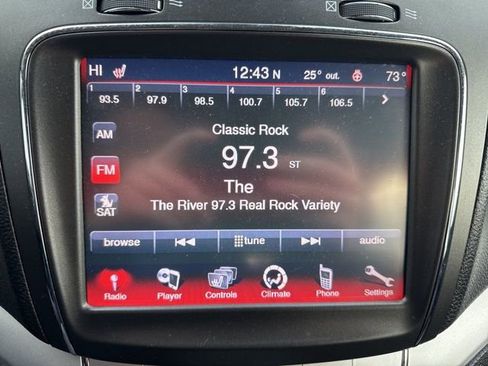 HI 12:43 N 25° out. 73°
1 2 3 4 5 6
93.5 97.9 98.5 100.7 105.7 106.5
AM
Classic Rock
97.3 ST
FM
The
SAT
The River 97.3 Real Rock Variety
browse tune audio
Radio Player Controls Climate Phone Settings